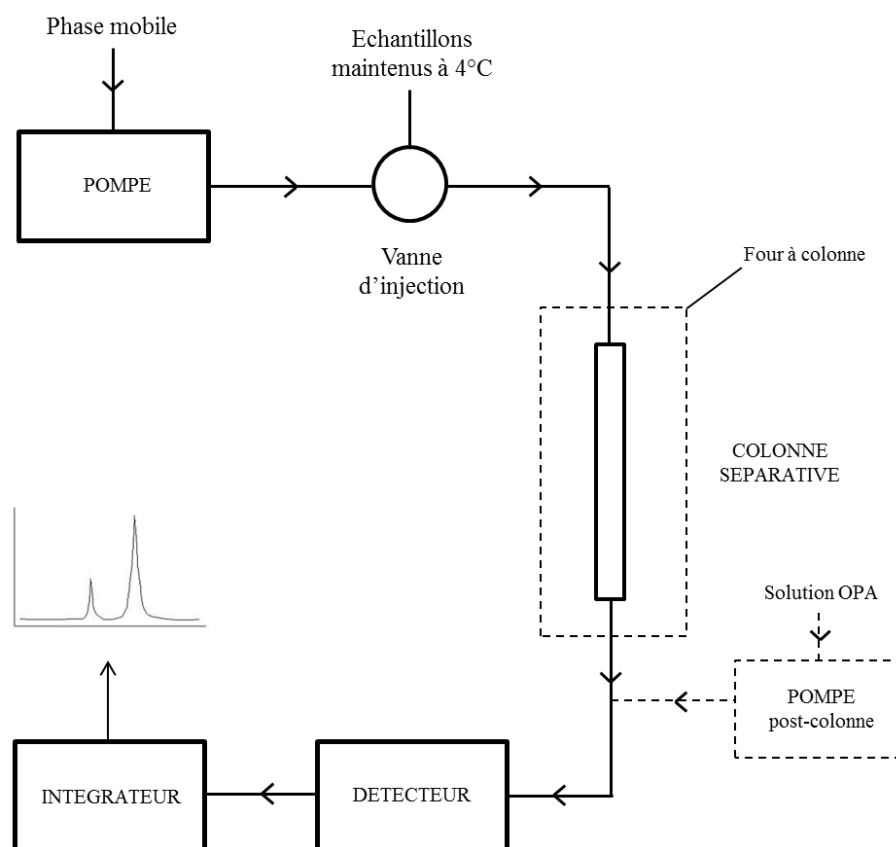 Phase mobile
Echantillons
maintenus à 4°C
POMPE
Vanne
d’injection
Four à colonne
COLONNE
SEPARATIVE
Solution OPA
POMPE
post-colonne
DETECTEUR
INTEGRATEUR